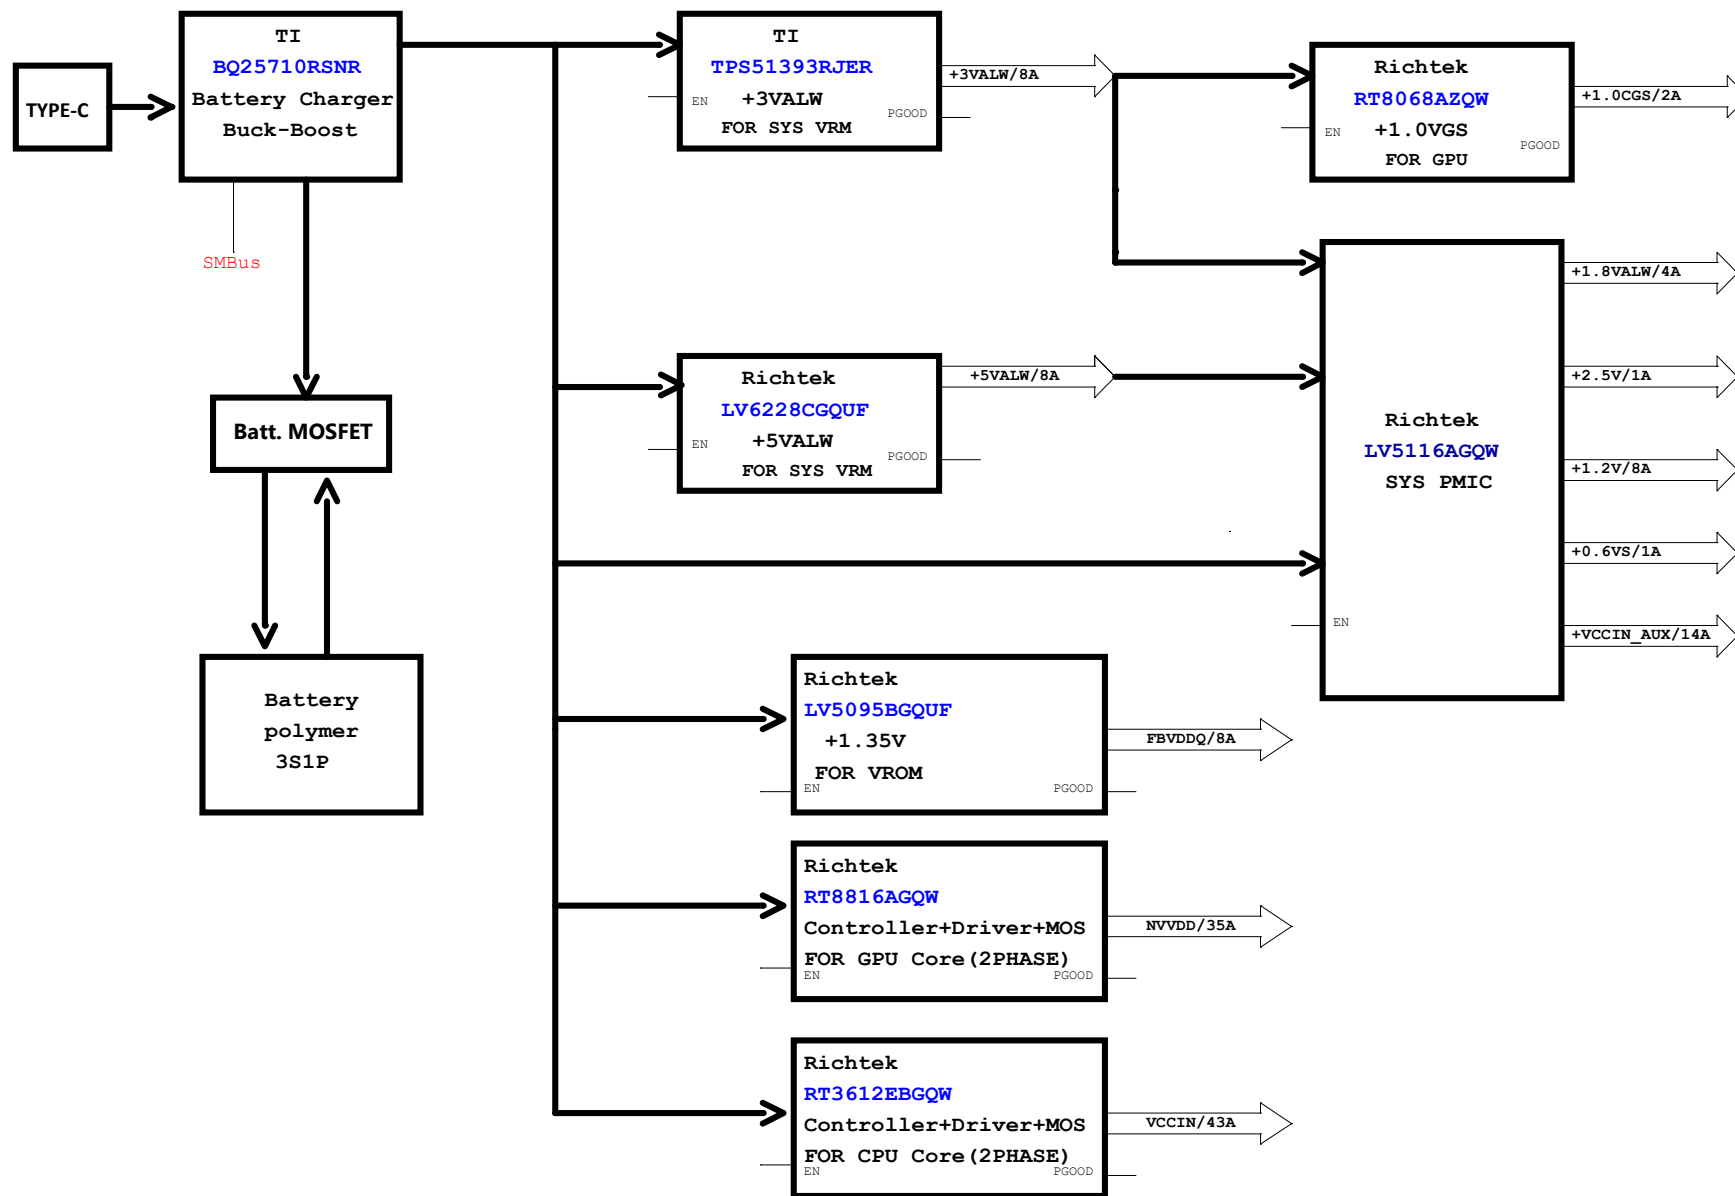 TYPE-C
TI
BQ25710RSNR
Battery Charger
Buck-Boost
SMBus
Batt. MOSFET
Battery
polymer
3S1P
TI
TPS51393RJER
+3VALW
FOR SYS VRM
EN
PGOOD
+3VALW/8A
Richtek
RT8068AZQW
+1.0VGS
FOR GPU
EN
PGOOD
+1.0CGS/2A
Richtek
LV6228CGQUF
+5VALW
FOR SYS VRM
EN
PGOOD
+5VALW/8A
Richtek
LV5116AGQW
SYS PMIC
EN
+1.8VALW/4A
+2.5V/1A
+1.2V/8A
+0.6VS/1A
+VCCIN_AUX/14A
Richtek
LV5095BGQUF
+1.35V
FOR VROM
EN
PGOOD
FBVDDQ/8A
Richtek
RT8816AGQW
Controller+Driver+MOS
FOR GPU Core(2PHASE)
EN
PGOOD
NVVDD/35A
Richtek
RT3612EBGQW
Controller+Driver+MOS
FOR CPU Core(2PHASE)
EN
PGOOD
VCCIN/43A